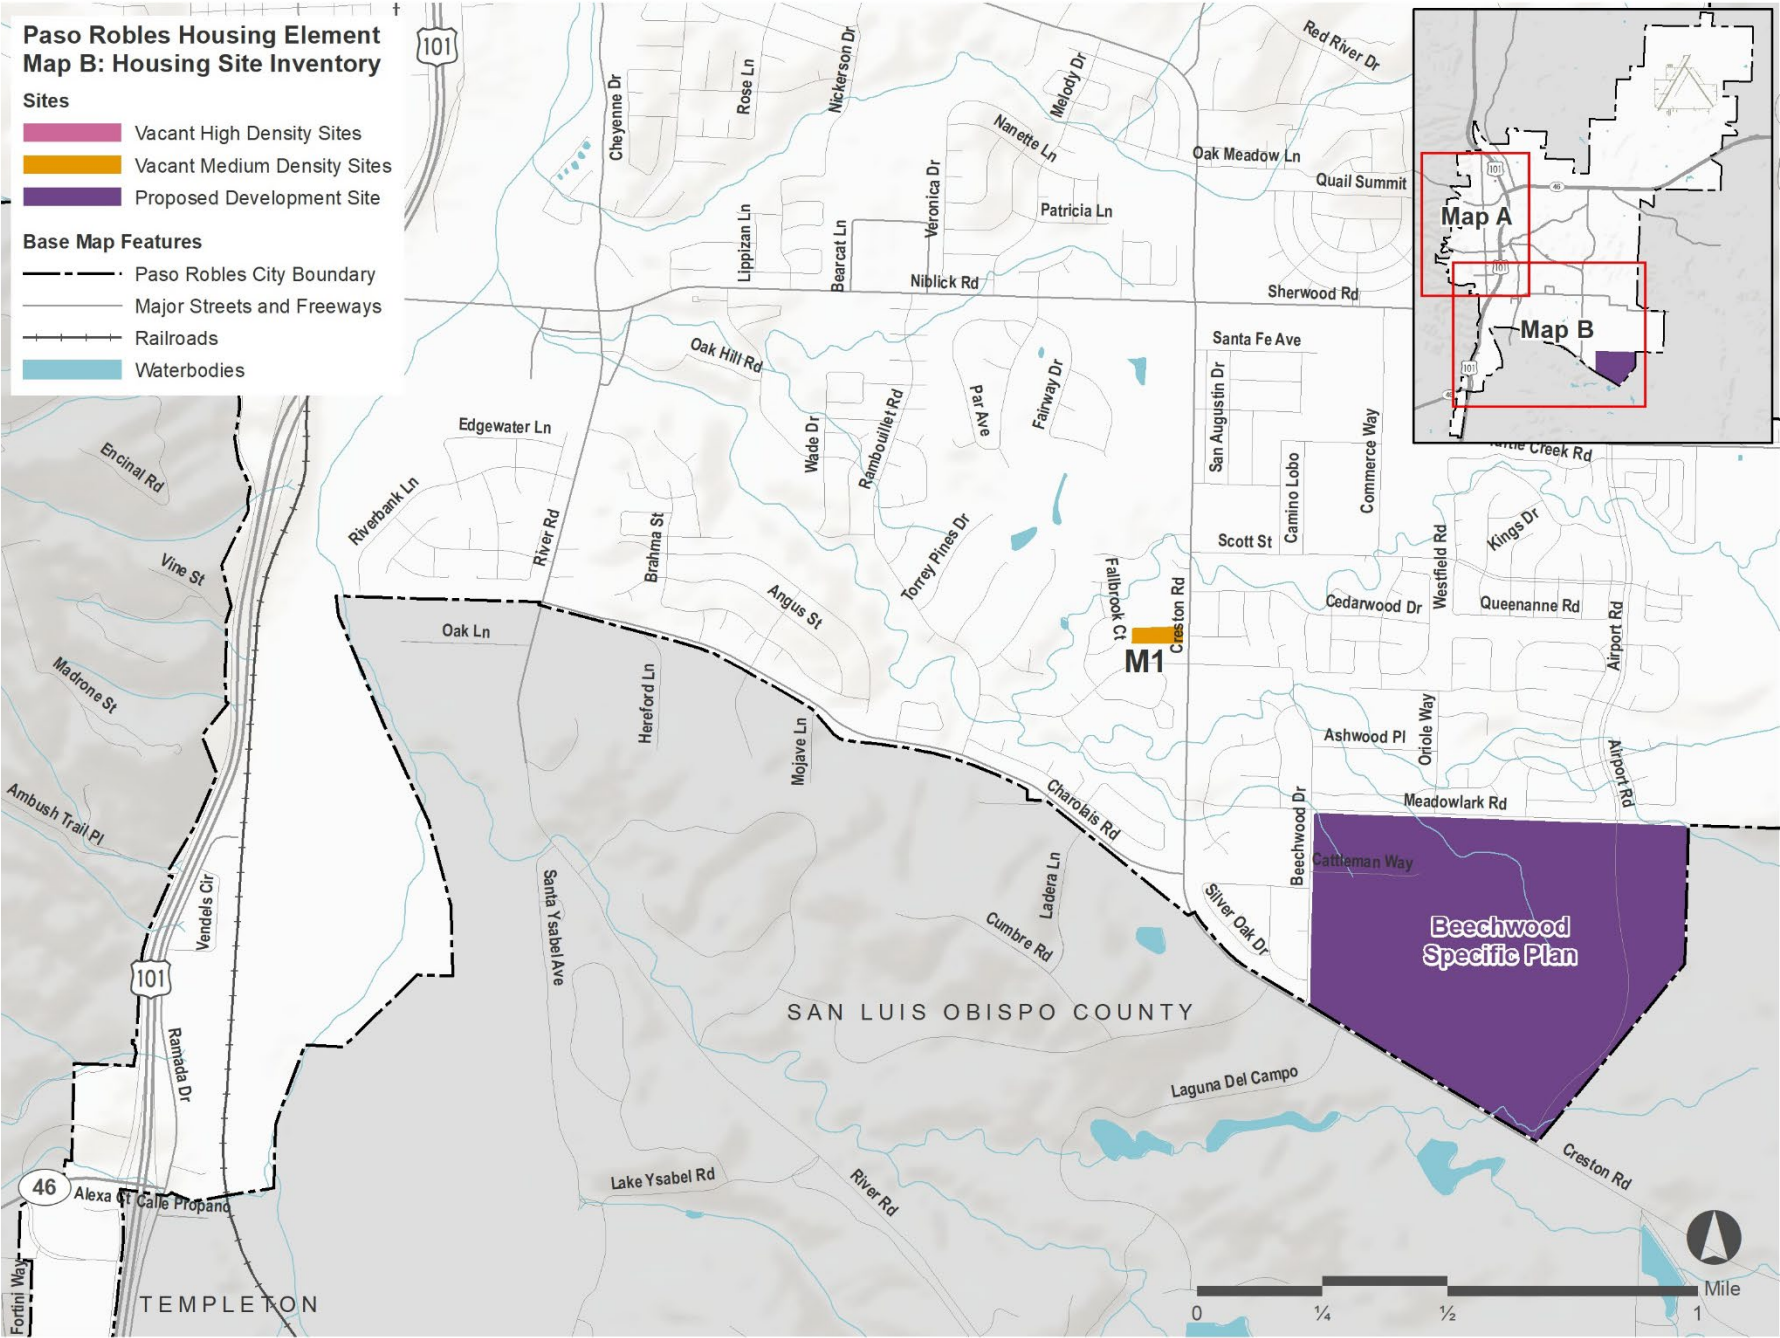 Paso Robles Housing Element
Map B: Housing Site Inventory
Sites
Vacant High Density Sites
Vacant Medium Density Sites
Proposed Development Site
Base Map Features
Paso Robles City Boundary
Major Streets and Freeways
Railroads
Waterbodies
101
Cheyenne Dr
Rose Ln
Nickerson Dr
Melody Dr
Red River Dr
Nanette Ln
Oak Meadow Ln
Quail Summit
Veronica Dr
Patricia Ln
Lippizan Ln
Bearcat Ln
Niblick Rd
Sherwood Rd
101
46
Map A
101
Map B
101
Santa Fe Ave
Oak Hill Rd
Par Ave
Fairway Dr
San Augustin Dr
Edgewater Ln
Wade Dr
Rambouillet Rd
Camino Lobo
Commerce Way
Creek Rd
Encinal Rd
Riverbank Ln
River Rd
Brahma St
Torrey Pines Dr
Scott St
Westfield Rd
Kings Dr
Vine St
Angus St
Fallbrook Ct
Creston Rd
Cedarwood Dr
Queenanne Rd
Airport Rd
Oak Ln
M1
Madrone St
Hereford Ln
Mojave Ln
Ashwood Pl
Oriole Way
Airport Rd
Ambush Trail Pl
Charolais Rd
Beechwood Dr
Meadowlark Rd
Cattleman Way
Vendels Cir
Santa Ysabel Ave
Ladera Ln
Cumbre Rd
Silver Oak Dr
Beechwood
Specific Plan
101
SAN LUIS OBISPO COUNTY
Ramada Dr
Laguna Del Campo
46
Alexa Ct
Calle Propano
Lake Ysabel Rd
River Rd
Creston Rd
Fortini Way
TEMPLETON
Mile
0
¼
½
1